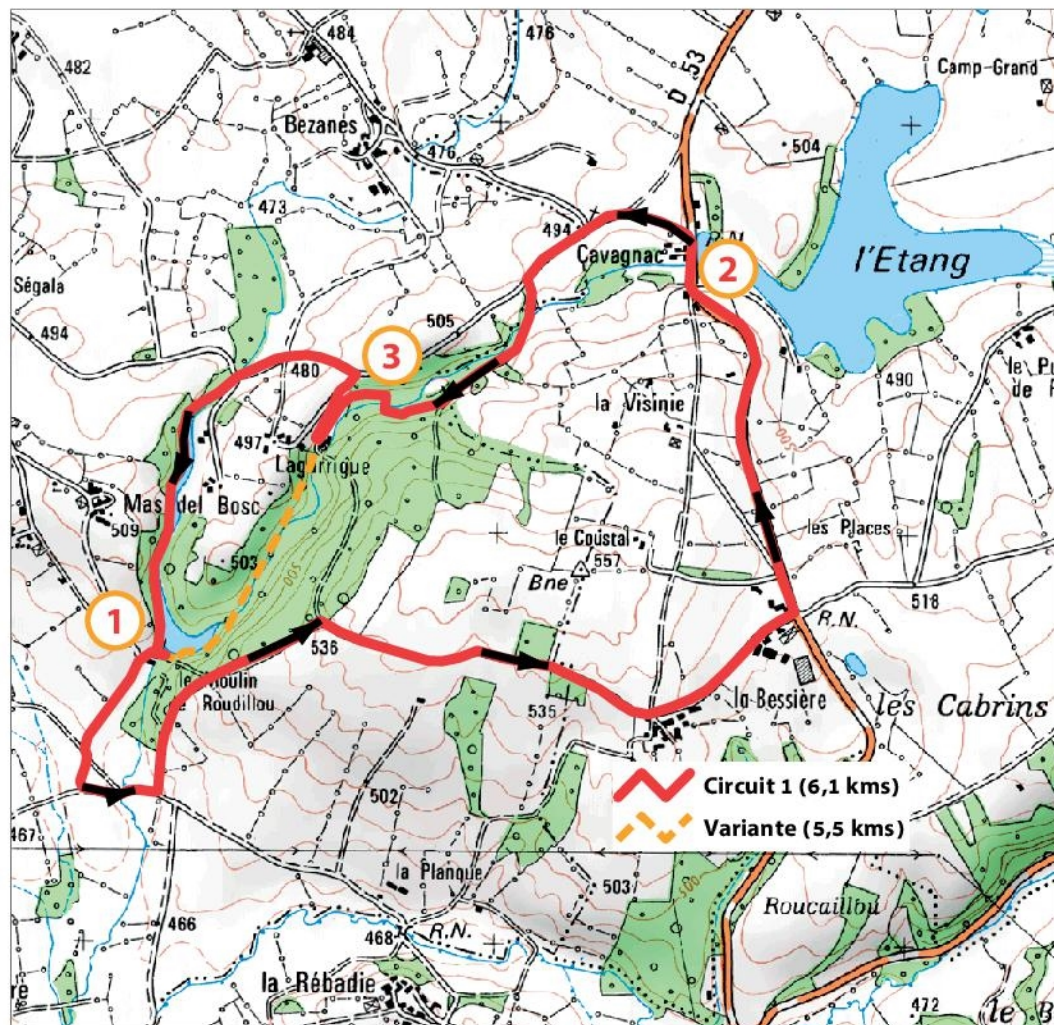 484
476
482
D 53
Camp-Grand
Bezanes
504
476
473
494
Cavagnac
R.N.
2
l'Etang
Ségala
494
505
3
480
490
la Visinie
500
497
Lagarrigue
Mas del Bosc
509
les Places
le Coustal
503
500
Bne
557
518
1
R.N.
536
le Moulin
de Roudillou
535
la Bessière
les Cabrins
Circuit 1 (6,1 kms)
502
Variante (5,5 kms)
467
la Planque
503
500
Roucaillou
466
R.N.
468
la Rébadie
472